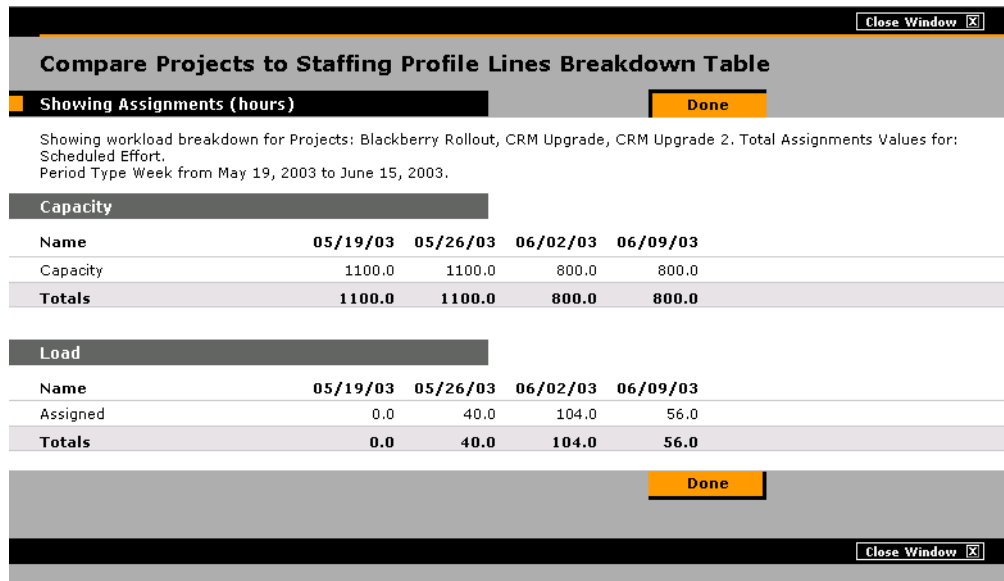 Close Window X
Compare Projects to Staffing Profile Lines Breakdown Table
Showing Assignments (hours)
Done
Showing workload breakdown for Projects: Blackberry Rollout, CRM Upgrade, CRM Upgrade 2. Total Assignments Values for:
Scheduled Effort.
Period Type Week from May 19, 2003 to June 15, 2003.
Capacity
Name 05/19/03 05/26/03 06/02/03 06/09/03
Capacity 1100.0 1100.0 800.0 800.0
Totals 1100.0 1100.0 800.0 800.0
Load
Name 05/19/03 05/26/03 06/02/03 06/09/03
Assigned 0.0 40.0 104.0 56.0
Totals 0.0 40.0 104.0 56.0
Done
Close Window X